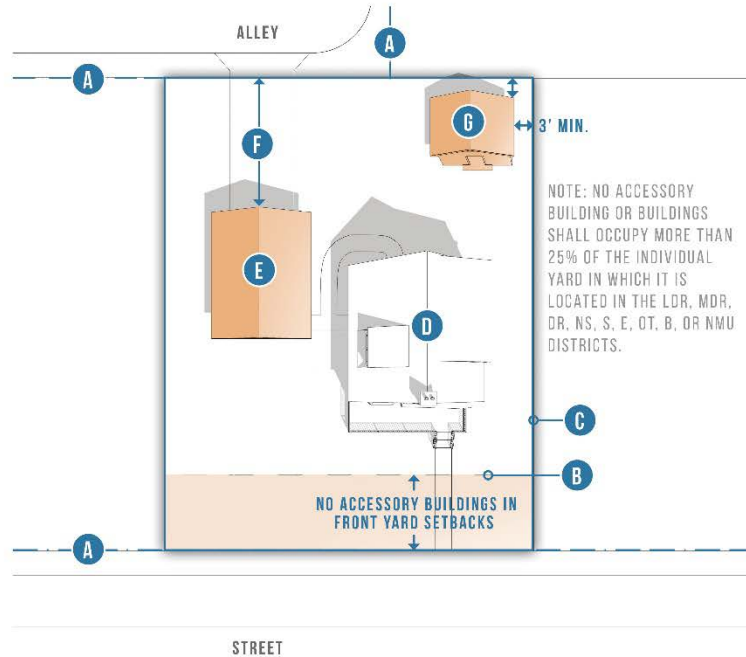 ALLEY
A
A
G
3' MIN.
F
NOTE: NO ACCESSORY
BUILDING OR BUILDINGS
SHALL OCCUPY MORE THAN
25% OF THE INDIVIDUAL
YARD IN WHICH IT IS
LOCATED IN THE LDR, MDR,
DR, NS, S, E, OT, B, OR NMU
DISTRICTS.
E
D
C
B
NO ACCESSORY BUILDINGS IN
FRONT YARD SETBACKS
A
STREET